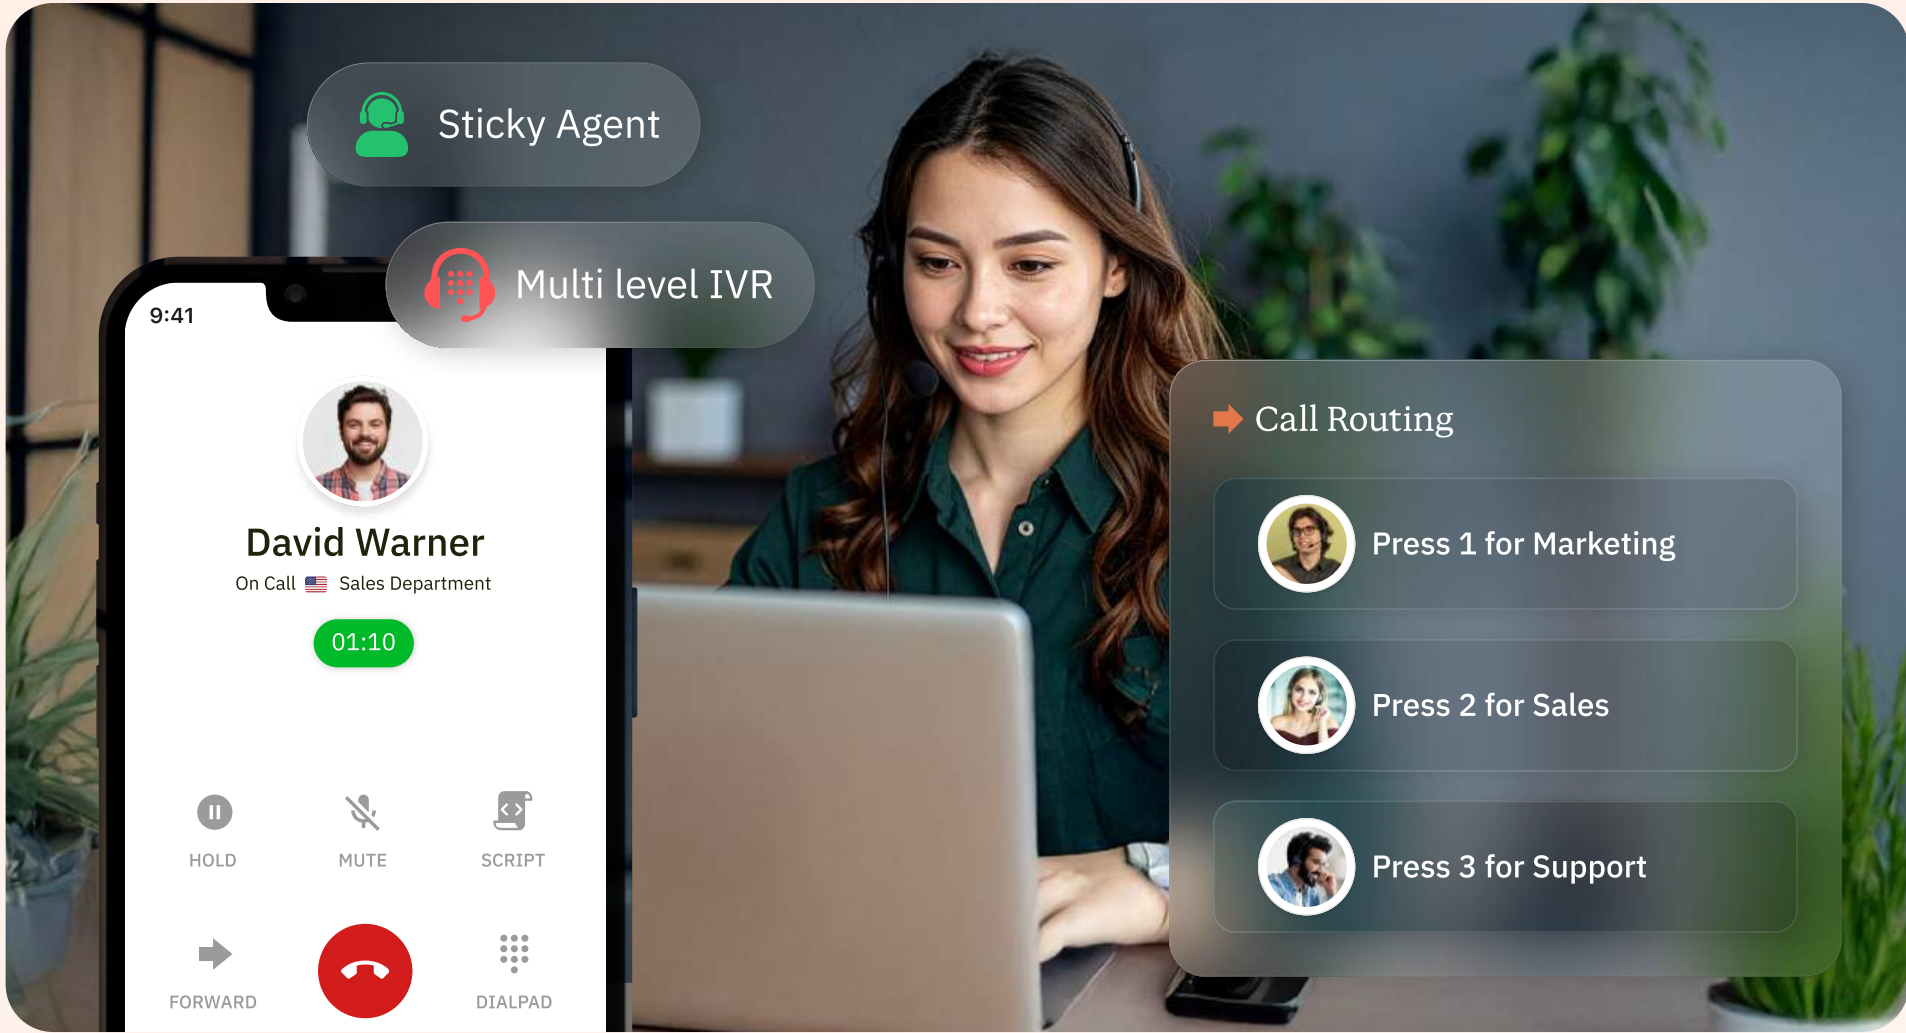 Sticky Agent
Multi level IVR
9:41
David Warner
On Call Sales Department
01:10
HOLD MUTE SCRIPT
FORWARD DIALPAD
Call Routing
Press 1 for Marketing
Press 2 for Sales
Press 3 for Support